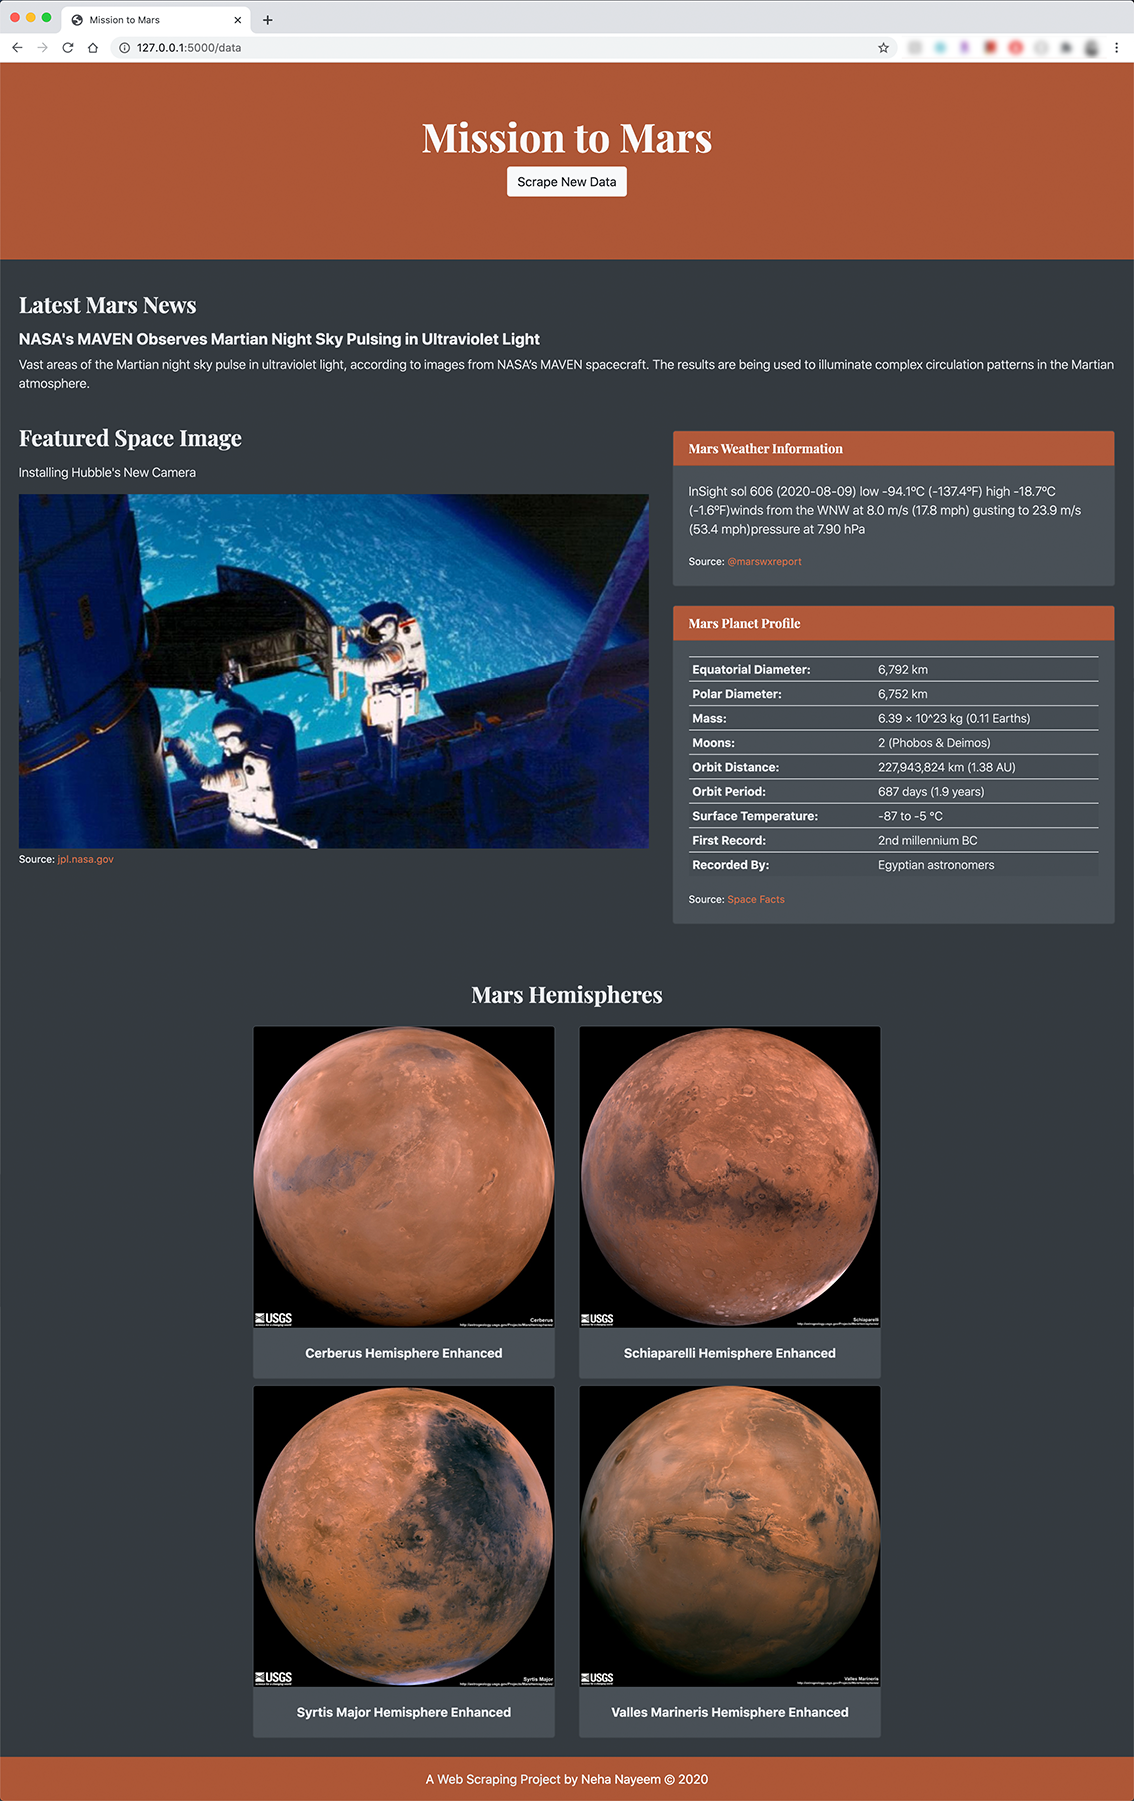 Mission to Mars
127.0.0.1:5000/data
Mission to Mars
Scrape New Data
Latest Mars News
NASA's MAVEN Observes Martian Night Sky Pulsing in Ultraviolet Light
Vast areas of the Martian night sky pulse in ultraviolet light, according to images from NASA's MAVEN spacecraft. The results are being used to illuminate complex circulation patterns in the Martian
atmosphere.
Featured Space Image
Installing Hubble's New Camera
Source: jpl.nasa.gov
Mars Weather Information
InSight sol 606 (2020-08-09) low -94.1ºC (-137.4ºF) high -18.7ºC
(-1.6ºF)winds from the WNW at 8.0 m/s (17.8 mph) gusting to 23.9 m/s
(53.4 mph)pressure at 7.90 hPa
Source: @marswxreport
Mars Planet Profile
Equatorial Diameter: 6,792 km
Polar Diameter: 6,752 km
Mass: 6.39 × 10^23 kg (0.11 Earths)
Moons: 2 (Phobos & Deimos)
Orbit Distance: 227,943,824 km (1.38 AU)
Orbit Period: 687 days (1.9 years)
Surface Temperature: -87 to -5 °C
First Record: 2nd millennium BC
Recorded By: Egyptian astronomers
Source: Space Facts
Mars Hemispheres
USGS
Cerberus
USGS
Schiaparelli
Cerberus Hemisphere Enhanced
Schiaparelli Hemisphere Enhanced
USGS
Syrtis Major
USGS
Valles Marineris
Syrtis Major Hemisphere Enhanced
Valles Marineris Hemisphere Enhanced
A Web Scraping Project by Neha Nayeem © 2020